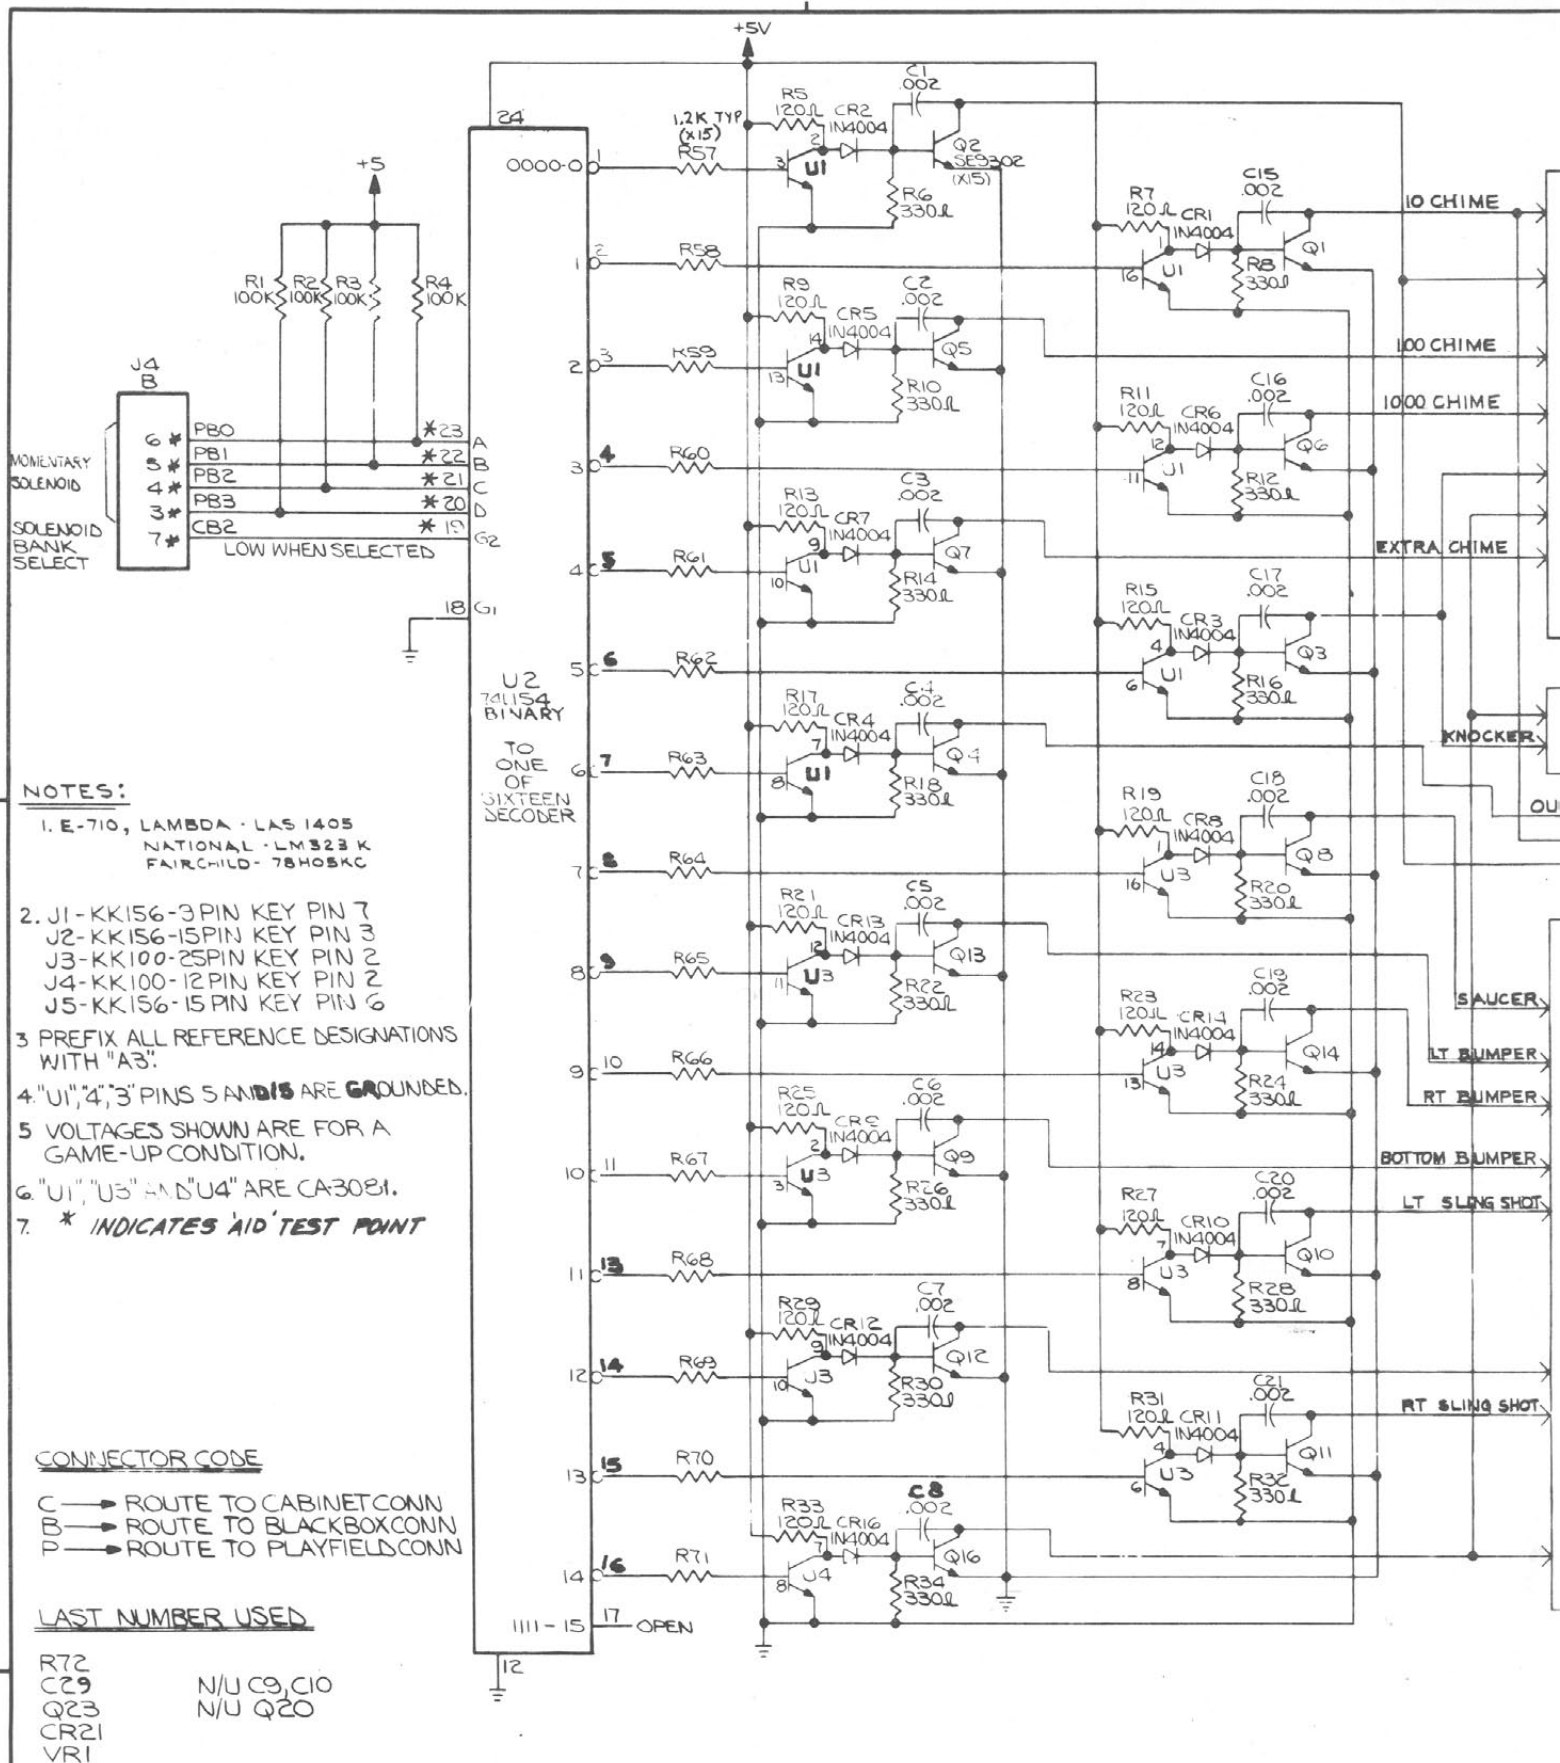 +5V
24
0000-0
1
1.2K TYP
(X15)
R57
R5
120Ω
CR2
1N4004
C1
.002
Q2
SE9302
(X15)
3
2
U1
R6
330Ω
+5
R1
100K
R2
100K
R3
100K
R4
100K
1
2
R58
R7
120Ω
CR1
1N4004
C15
.002
Q1
16
1
U1
R8
330Ω
10 CHIME
2
3
R59
R9
120Ω
CR5
1N4004
C2
.002
Q5
13
14
U1
R10
330Ω
100 CHIME
J4
B
MOMENTARY
SOLENOID
SOLENOID
BANK
SELECT
6 * PB0 *23 A
5 * PB1 *22 B
4 * PB2 *21 C
3 * PB3 *20 D
7 * CB2 *19 G2
LOW WHEN SELECTED
18 G1
3
4
R60
R11
120Ω
CR6
1N4004
C16
.002
Q6
11
12
R12
330Ω
1000 CHIME
4
5
R61
R13
120Ω
CR7
1N4004
C3
.002
Q7
10
9
U1
R14
330Ω
EXTRA CHIME
5
6
R62
R15
120Ω
CR3
1N4004
C17
.002
Q3
6
4
U1
R16
330Ω
U2
74L154
BINARY
TO
ONE
OF
SIXTEEN
DECODER
6
7
R63
R17
120Ω
CR4
1N4004
C4
.002
Q4
8
7
U1
R18
330Ω
KNOCKER
7
8
R64
R19
120Ω
CR8
1N4004
C18
.002
Q8
16
1
U3
R20
330Ω
8
9
R65
R21
120Ω
CR13
1N4004
C5
.002
Q13
11
12
U3
R22
330Ω
SAUCER
9
10
R66
R23
120Ω
CR14
1N4004
C19
.002
Q14
13
14
U3
R24
330Ω
LT BUMPER
RT BUMPER
10
11
R67
R25
120Ω
1N4004
C6
.002
Q9
3
2
U3
R26
330Ω
BOTTOM BUMPER
11
13
R68
R27
120Ω
CR10
1N4004
C20
.002
Q10
8
7
U3
R28
330Ω
LT SLING SHOT
12
14
R69
R29
120Ω
CR12
1N4004
C7
.002
Q12
10
9
R30
330Ω
13
15
R70
R31
120Ω
CR11
1N4004
C21
.002
Q11
6
4
U3
R32
330Ω
RT SLING SHOT
14
16
R71
R33
120Ω
CR16
1N4004
C8
.002
Q16
8
7
U4
R34
330Ω
1111-15
17
OPEN
12
NOTES:
1. E-710, LAMBDA - LAS 1405
NATIONAL - LM323 K
FAIRCHILD - 78H05KC
2. J1-KK156-9PIN KEY PIN 7
J2-KK156-15PIN KEY PIN 3
J3-KK100-25PIN KEY PIN 2
J4-KK100-12PIN KEY PIN 2
J5-KK156-15PIN KEY PIN 6
3 PREFIX ALL REFERENCE DESIGNATIONS
WITH "A3".
4. "U1","4","3" PINS 5 AND 15 ARE GROUNDED.
5 VOLTAGES SHOWN ARE FOR A
GAME-UP CONDITION.
6. "U1","U3" AND "U4" ARE CA3081.
7. * INDICATES 'AID' TEST POINT
CONNECTOR CODE
C → ROUTE TO CABINET CONN
B → ROUTE TO BLACKBOX CONN
P → ROUTE TO PLAYFIELD CONN
LAST NUMBER USED
R72
C29 N/U C9,C10
Q23 N/U Q20
CR21
VR1